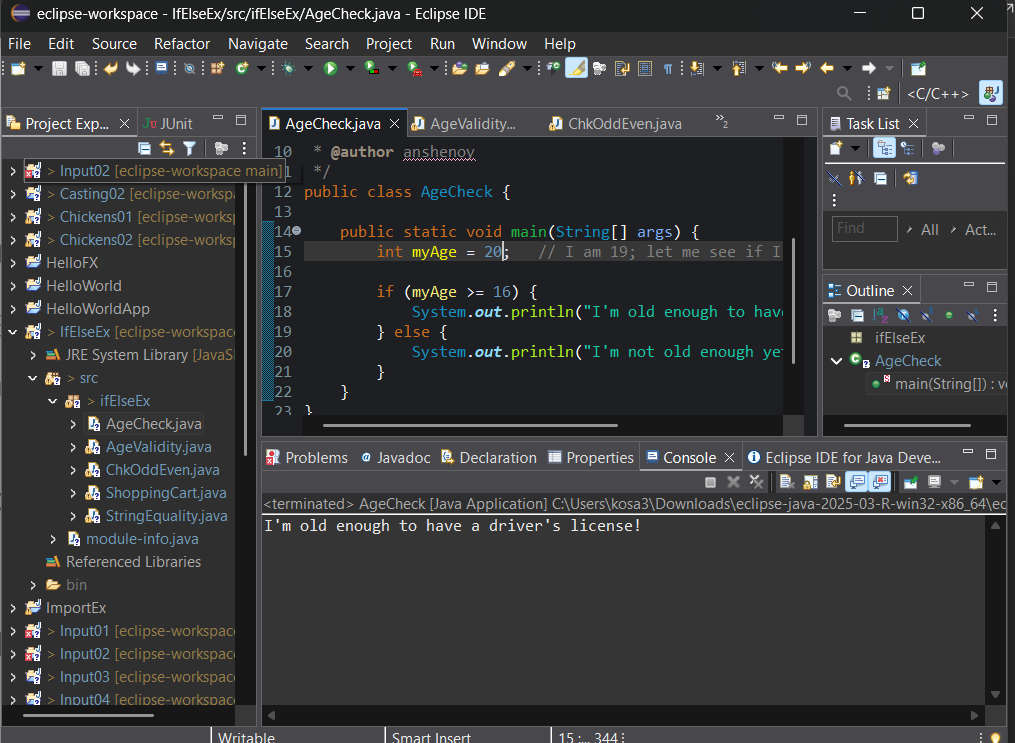 eclipse-workspace - IfElseEx/src/ifElseEx/AgeCheck.java - Eclipse IDE
File Edit Source Refactor Navigate Search Project Run Window Help
<C/C++>
Project Exp...
JUnit
> Input02 [eclipse-workspace main]
> Casting02 [eclipse-worksp
> Chickens01 [eclipse-works
> Chickens02 [eclipse-works
HelloFX
HelloWorld
HelloWorldApp
> IfElseEx [eclipse-workspac
JRE System Library [JavaS
> src
> ifElseEx
AgeCheck.java
AgeValidity.java
ChkOddEven.java
ShoppingCart.java
StringEquality.java
module-info.java
Referenced Libraries
bin
ImportEx
> Input01 [eclipse-workspac
> Input02 [eclipse-workspac
> Input03 [eclipse-workspac
> Input04 [eclipse-workspac
AgeCheck.java AgeValidity... ChkOddEven.java »2
10 * @author anshenoy
*/
12 public class AgeCheck {
13
14 public static void main(String[] args) {
15 int myAge = 20; // I am 19; let me see if I
16
17 if (myAge >= 16) {
18 System.out.println("I'm old enough to hav
19 } else {
20 System.out.println("I'm not old enough ye
21 }
22 }
23 }
Task List
Find All Act...
Outline
ifElseEx
AgeCheck
main(String[]) : v
Problems Javadoc Declaration Properties Console Eclipse IDE for Java Deve...
<terminated> AgeCheck [Java Application] C:\Users\kosa3\Downloads\eclipse-java-2025-03-R-win32-x86_64\ec
I'm old enough to have a driver's license!
Writable Smart Insert 15 :... 344 :